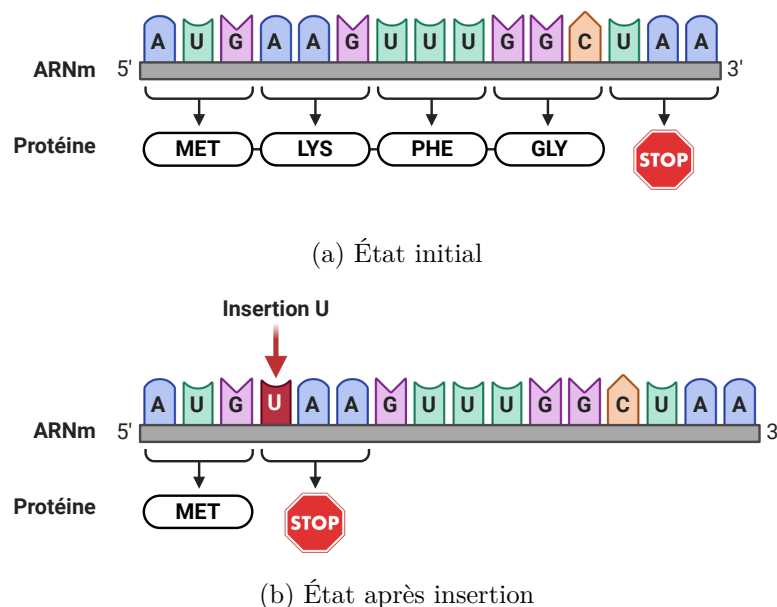 A U G A A G U U U G G C U A A
ARNm 5' 3'
Protéine MET LYS PHE GLY STOP
(a) État initial
Insertion U
A U G U A A G U U U G G C U A A
ARNm 5' 3'
Protéine MET STOP
(b) État après insertion